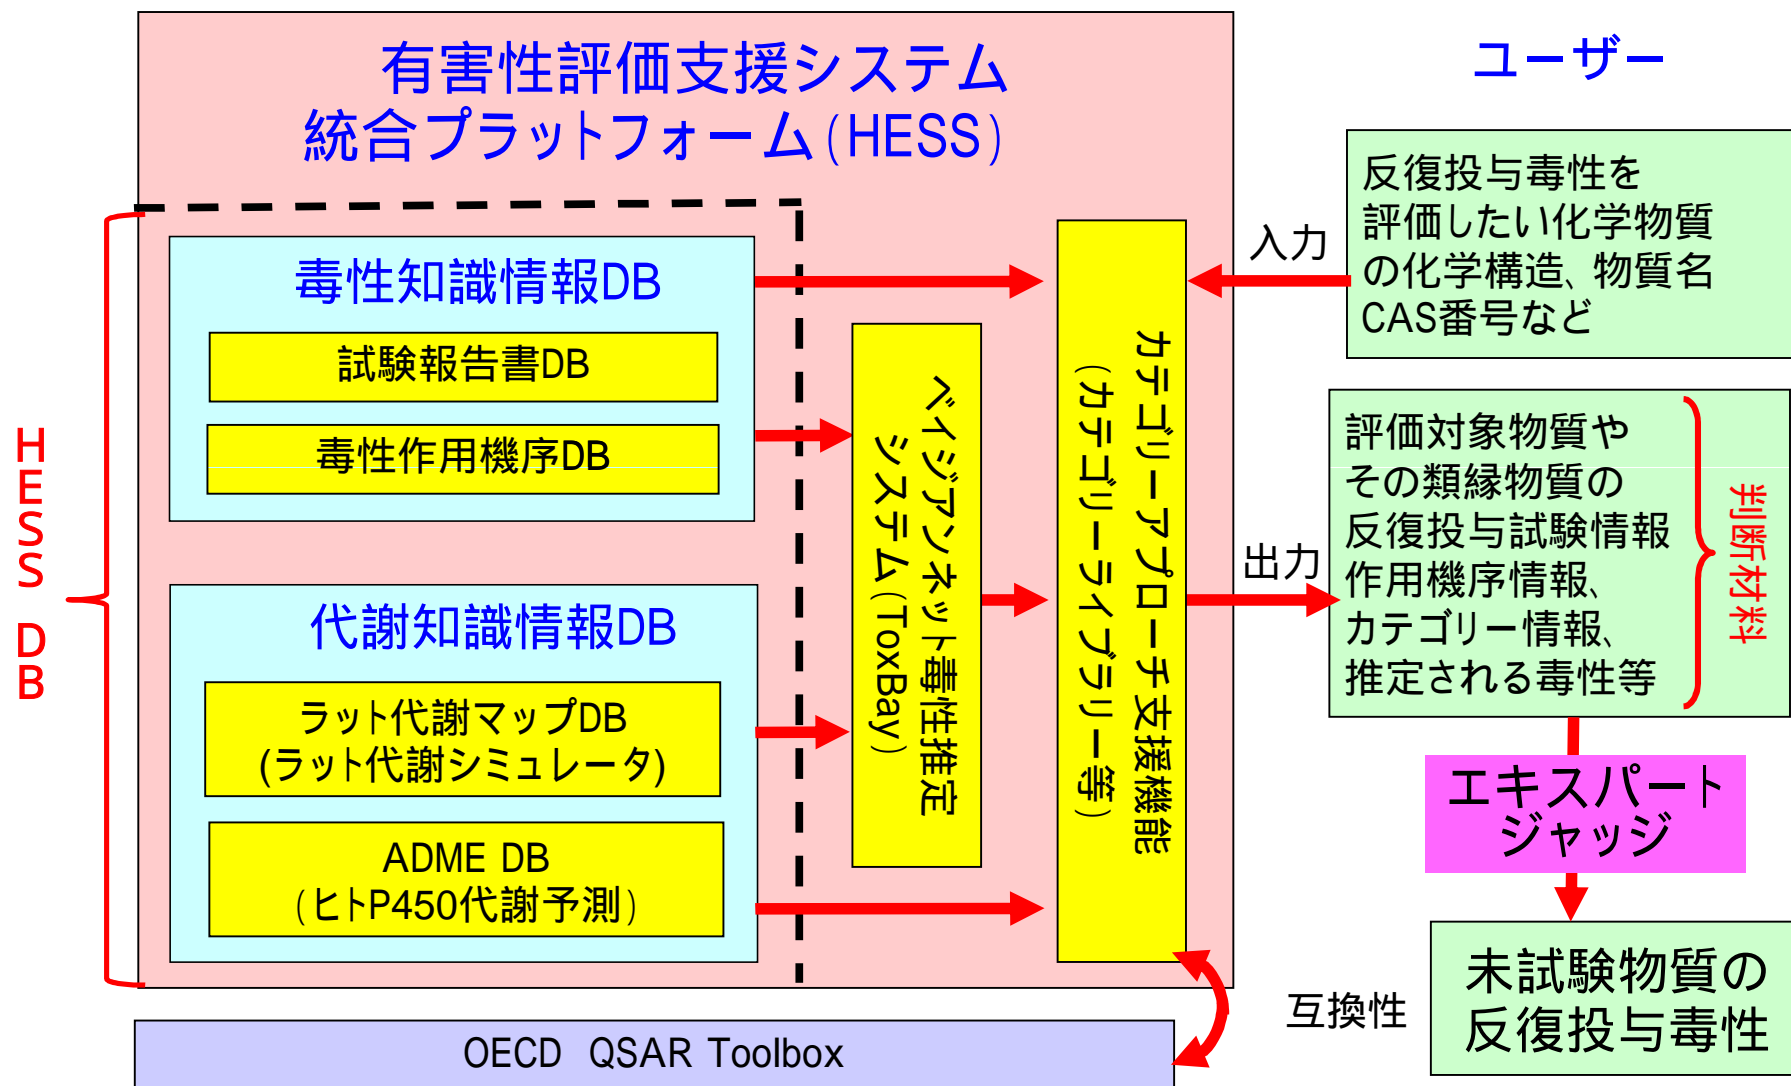 有害性評価支援システム
統合プラットフォーム(HESS)
ユーザー
HESS DB
毒性知識情報DB
試験報告書DB
毒性作用機序DB
代謝知識情報DB
ラット代謝マップDB
(ラット代謝シミュレータ)
ADME DB
(ヒトP450代謝予測)
ベイジアンネット毒性推定
システム(ToxBay)
カテゴリーアプローチ支援機能
(カテゴリーライブラリー等)
入力
反復投与毒性を
評価したい化学物質
の化学構造、物質名
CAS番号など
出力
評価対象物質や
その類縁物質の
反復投与試験情報
作用機序情報、
カテゴリー情報、
推定される毒性等
判断材料
エキスパート
ジャッジ
未試験物質の
反復投与毒性
互換性
OECD QSAR Toolbox